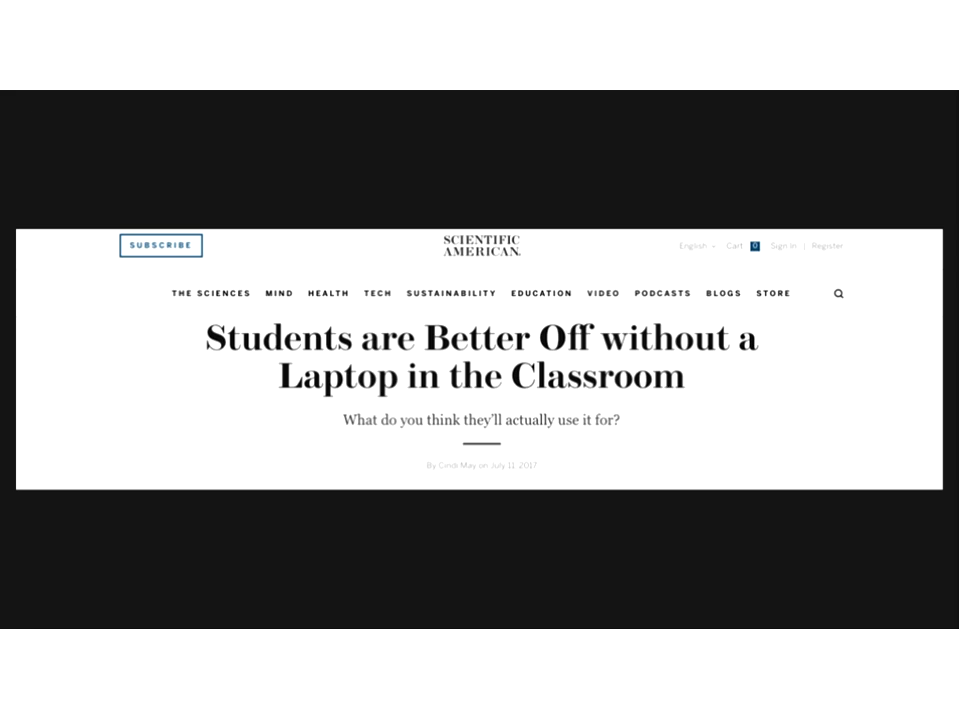 SUBSCRIBE
SCIENTIFIC
AMERICAN.
English
Cart 0 Sign In | Register
THE SCIENCES MIND HEALTH TECH SUSTAINABILITY EDUCATION VIDEO PODCASTS BLOGS STORE
Students are Better Off without a
Laptop in the Classroom
What do you think they'll actually use it for?
By Cindi May on July 11, 2017